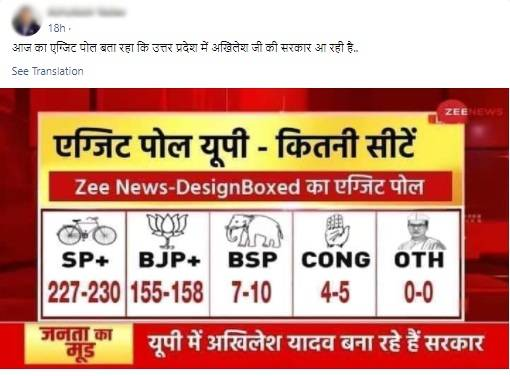 18h ·
आज का एग्जिट पोल बता रहा कि उत्तर प्रदेश में अखिलेश जी की सरकार आ रही है..
See Translation
ZEE NEWS
एग्जिट पोल यूपी - कितनी सीटें
Zee News-DesignBoxed का एग्जिट पोल
SP+ BJP+ BSP CONG OTH
227-230 155-158 7-10 4-5 0-0
जनता का
मूड
यूपी में अखिलेश यादव बना रहे हैं सरकार